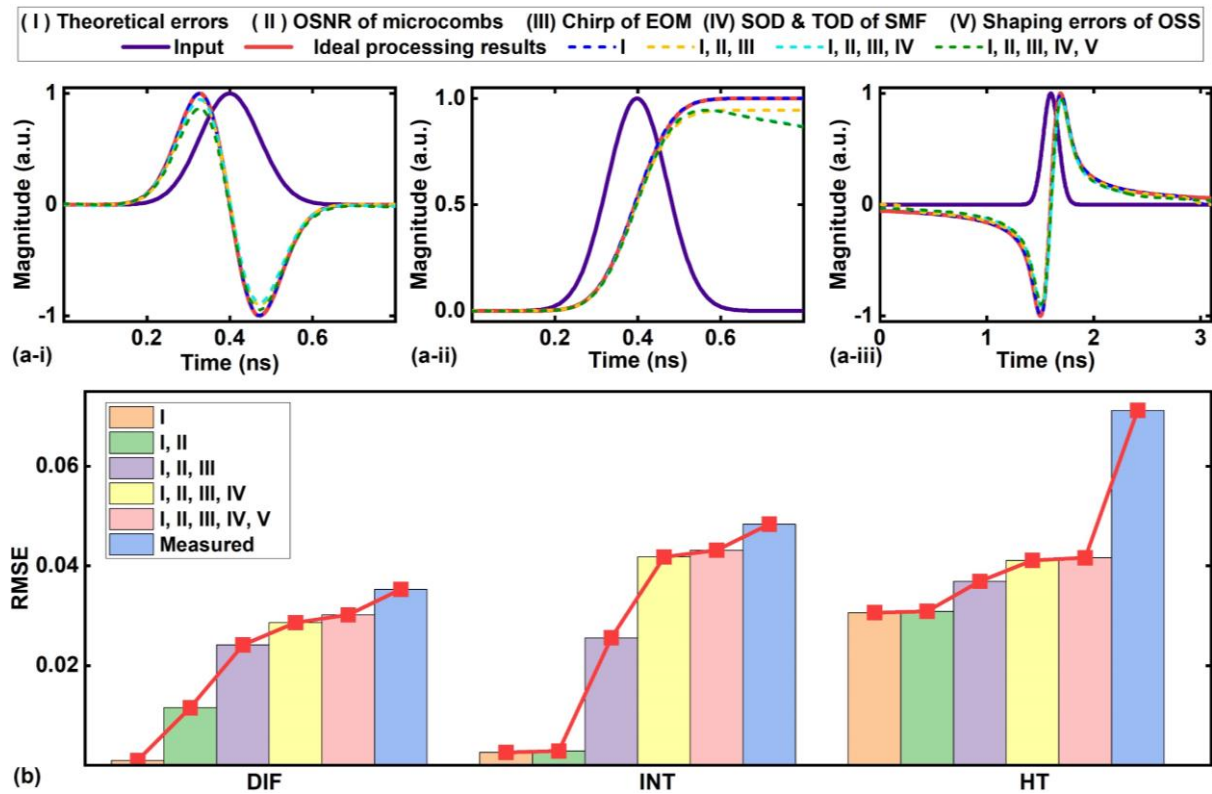 ( I ) Theoretical errors ( II ) OSNR of microcombs (III) Chirp of EOM (IV) SOD & TOD of SMF (V) Shaping errors of OSS
Input Ideal processing results I I, II, III I, II, III, IV I, II, III, IV, V
1
0
-1
0.2 0.4 0.6
Magnitude (a.u.)
Time (ns)
(a-i)
1.0
0.5
0.0
0.2 0.4 0.6
Magnitude (a.u.)
Time (ns)
(a-ii)
1
0
-1
0 1 2 3
Magnitude (a.u.)
Time (ns)
(a-iii)
I
I, II
I, II, III
I, II, III, IV
I, II, III, IV, V
Measured
0.06
0.04
0.02
RMSE
DIF INT HT
(b)